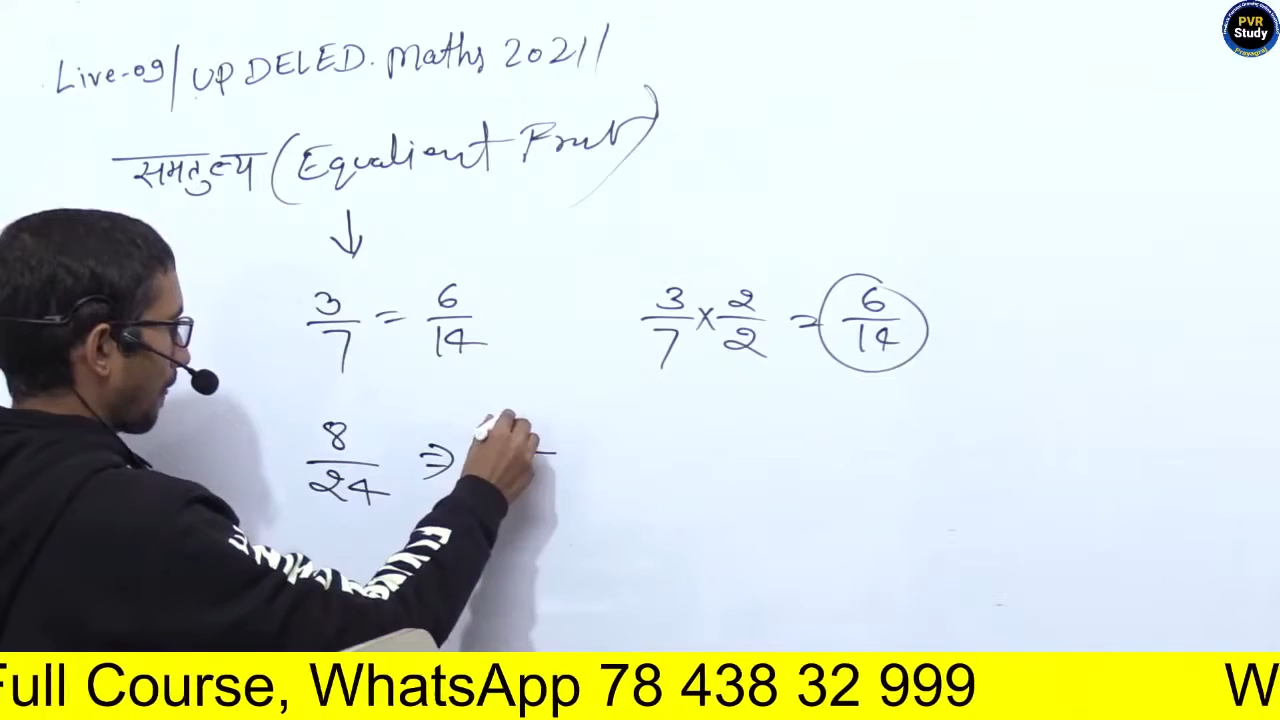 Live-09/ UP DELED. Maths 2021/
समतुल्य (Equalient
3/7 = 6/14 3/7 × 2/2 = 6/14
8/24 ⇒
Full Course, WhatsApp 78 438 32 999 W
PVR
Study
Prayagraj